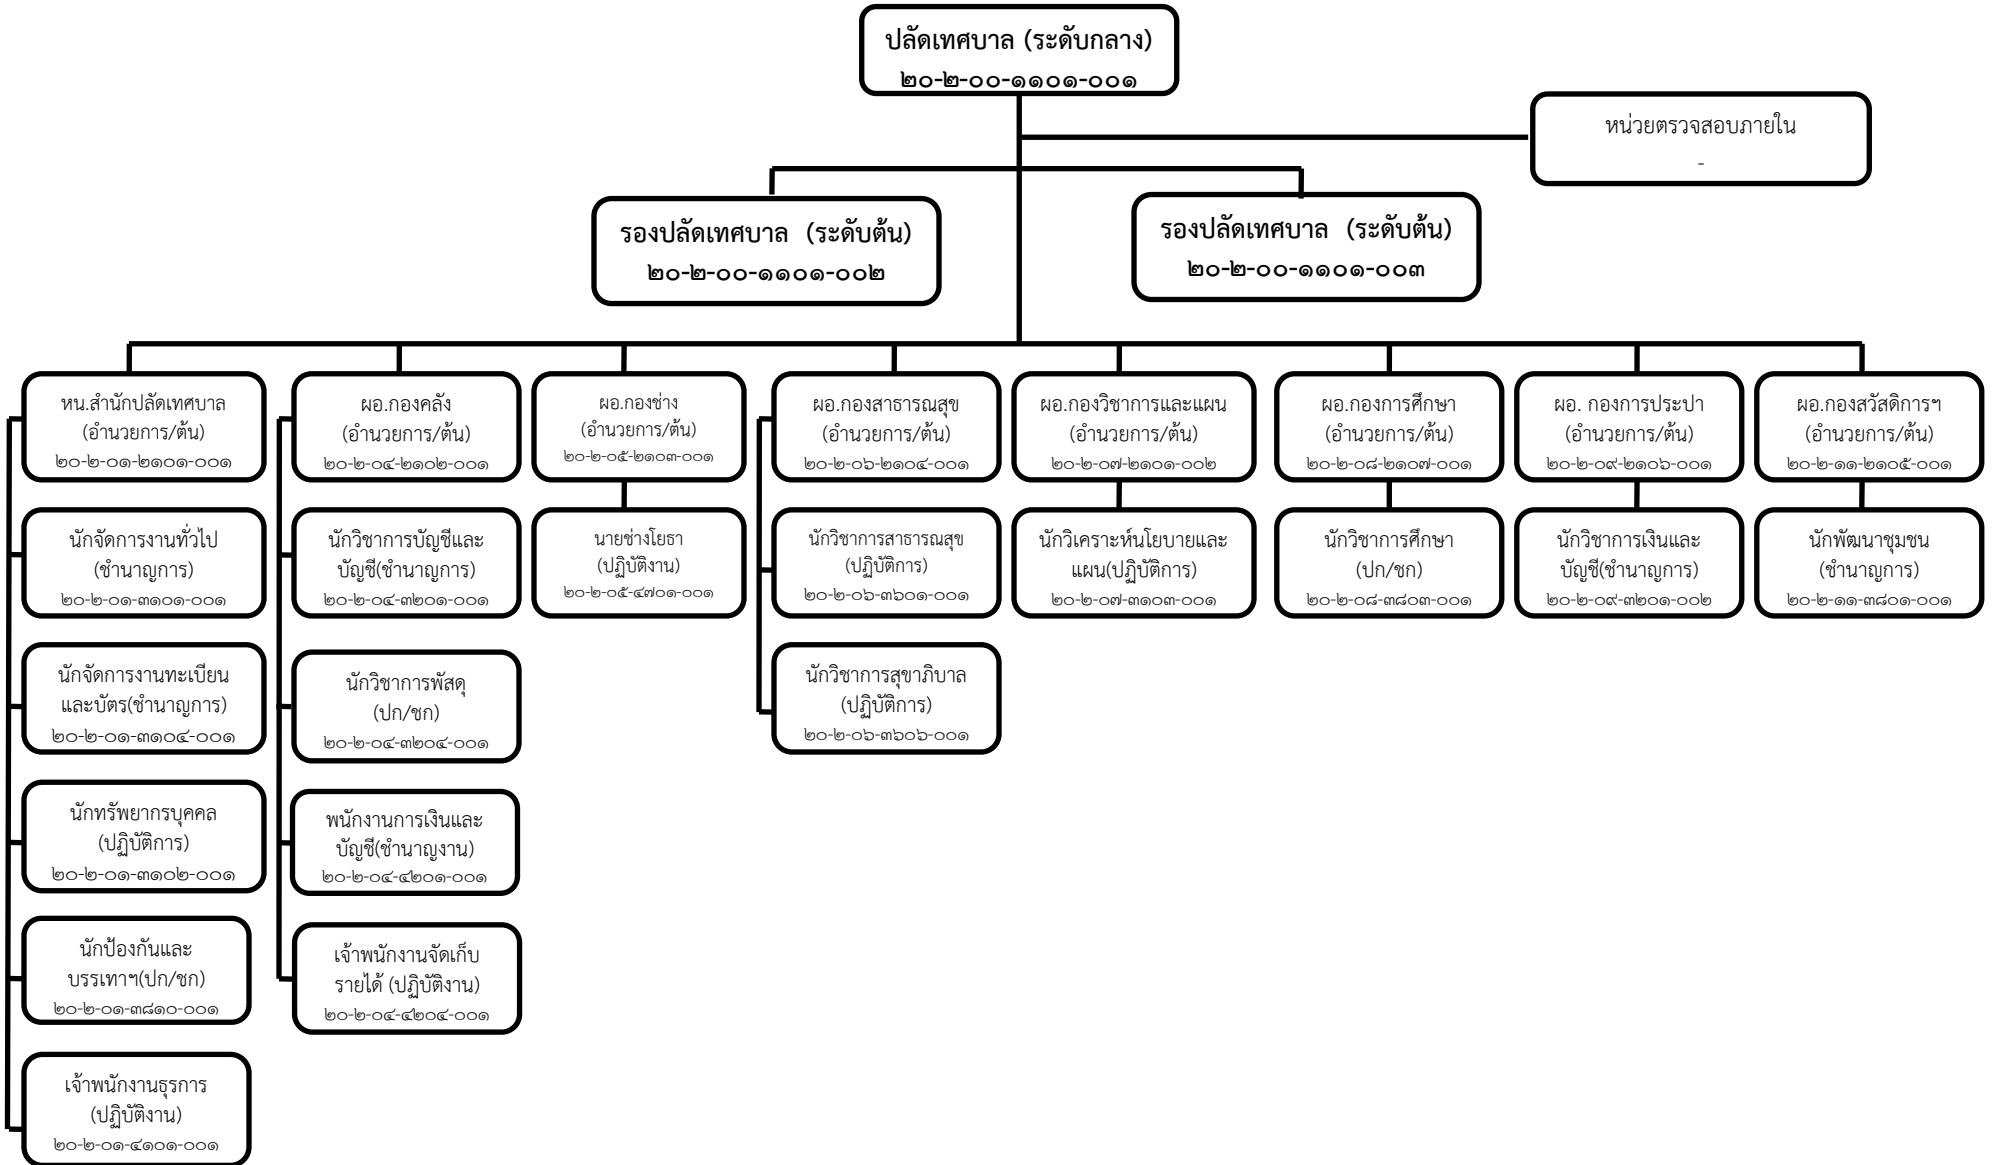 ปลัดเทศบาล (ระดับกลาง)
๒๐-๒-๐๐-๑๑๐๑-๐๐๑
หน่วยตรวจสอบภายใน
-
รองปลัดเทศบาล (ระดับต้น)
๒๐-๒-๐๐-๑๑๐๑-๐๐๒
รองปลัดเทศบาล (ระดับต้น)
๒๐-๒-๐๐-๑๑๐๑-๐๐๓
หน.สำนักปลัดเทศบาล
(อำนวยการ/ต้น)
๒๐-๒-๐๑-๒๑๐๑-๐๐๑
ผอ.กองคลัง
(อำนวยการ/ต้น)
๒๐-๒-๐๔-๒๑๐๒-๐๐๑
ผอ.กองช่าง
(อำนวยการ/ต้น)
๒๐-๒-๐๕-๒๑๐๓-๐๐๑
ผอ.กองสาธารณสุข
(อำนวยการ/ต้น)
๒๐-๒-๐๖-๒๑๐๔-๐๐๑
ผอ.กองวิชาการและแผน
(อำนวยการ/ต้น)
๒๐-๒-๐๗-๒๑๐๑-๐๐๒
ผอ.กองการศึกษา
(อำนวยการ/ต้น)
๒๐-๒-๐๘-๒๑๐๗-๐๐๑
ผอ. กองการประปา
(อำนวยการ/ต้น)
๒๐-๒-๐๙-๒๑๐๖-๐๐๑
ผอ.กองสวัสดิการฯ
(อำนวยการ/ต้น)
๒๐-๒-๑๑-๒๑๐๕-๐๐๑
นักจัดการงานทั่วไป
(ชำนาญการ)
๒๐-๒-๐๑-๓๑๐๑-๐๐๑
นักวิชาการบัญชีและ
บัญชี(ชำนาญการ)
๒๐-๒-๐๔-๓๒๐๑-๐๐๑
นายช่างโยธา
(ปฏิบัติงาน)
๒๐-๒-๐๕-๔๗๐๑-๐๐๑
นักวิชาการสาธารณสุข
(ปฏิบัติการ)
๒๐-๒-๐๖-๓๖๐๑-๐๐๑
นักวิเคราะห์นโยบายและ
แผน(ปฏิบัติการ)
๒๐-๒-๐๗-๓๑๐๓-๐๐๑
นักวิชาการศึกษา
(ปก/ชก)
๒๐-๒-๐๘-๓๘๐๓-๐๐๑
นักวิชาการเงินและ
บัญชี(ชำนาญการ)
๒๐-๒-๐๙-๓๒๐๑-๐๐๒
นักพัฒนาชุมชน
(ชำนาญการ)
๒๐-๒-๑๑-๓๘๐๑-๐๐๑
นักจัดการงานทะเบียน
และบัตร(ชำนาญการ)
๒๐-๒-๐๑-๓๑๐๔-๐๐๑
นักวิชาการพัสดุ
(ปก/ชก)
๒๐-๒-๐๔-๓๒๐๔-๐๐๑
นักวิชาการสุขาภิบาล
(ปฏิบัติการ)
๒๐-๒-๐๖-๓๖๐๖-๐๐๑
นักทรัพยากรบุคคล
(ปฏิบัติการ)
๒๐-๒-๐๑-๓๑๐๒-๐๐๑
พนักงานการเงินและ
บัญชี(ชำนาญงาน)
๒๐-๒-๐๔-๔๒๐๑-๐๐๑
นักป้องกันและ
บรรเทาฯ(ปก/ชก)
๒๐-๒-๐๑-๓๘๑๐-๐๐๑
เจ้าพนักงานจัดเก็บ
รายได้ (ปฏิบัติงาน)
๒๐-๒-๐๔-๔๒๐๔-๐๐๑
เจ้าพนักงานธุรการ
(ปฏิบัติงาน)
๒๐-๒-๐๑-๔๑๐๑-๐๐๑